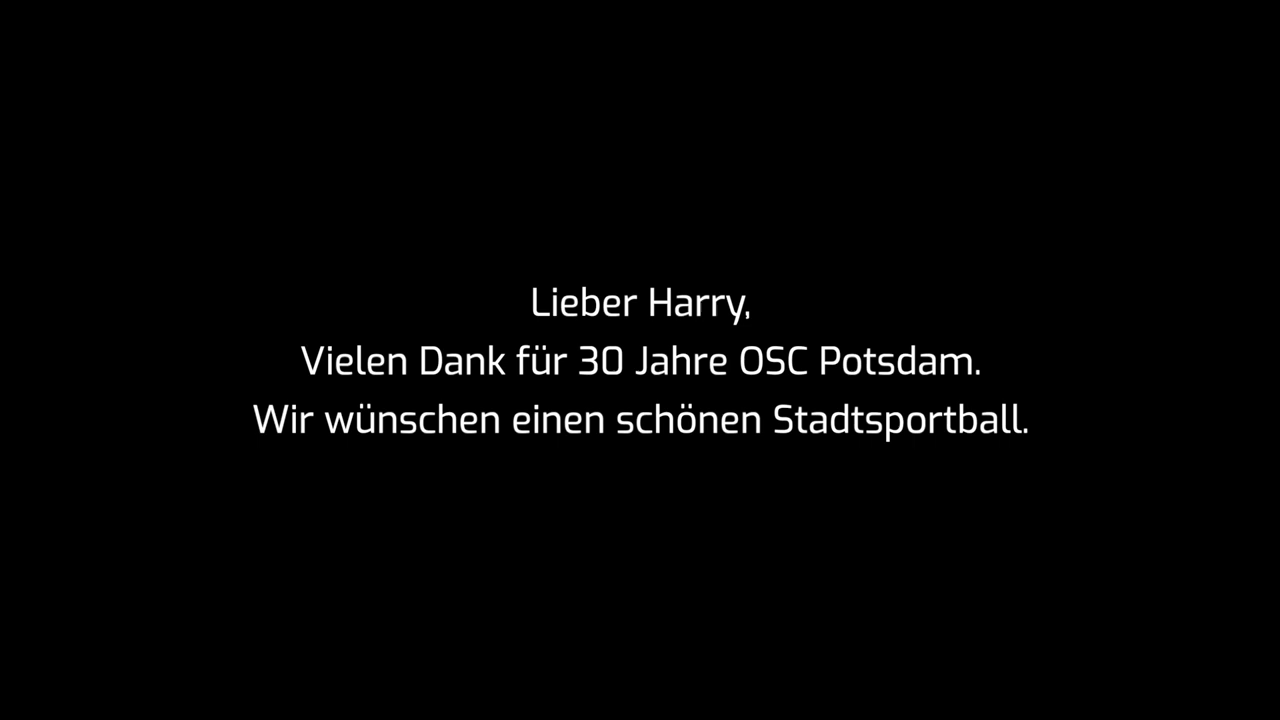 Lieber Harry,
Vielen Dank für 30 Jahre OSC Potsdam.
Wir wünschen einen schönen Stadtsportball.